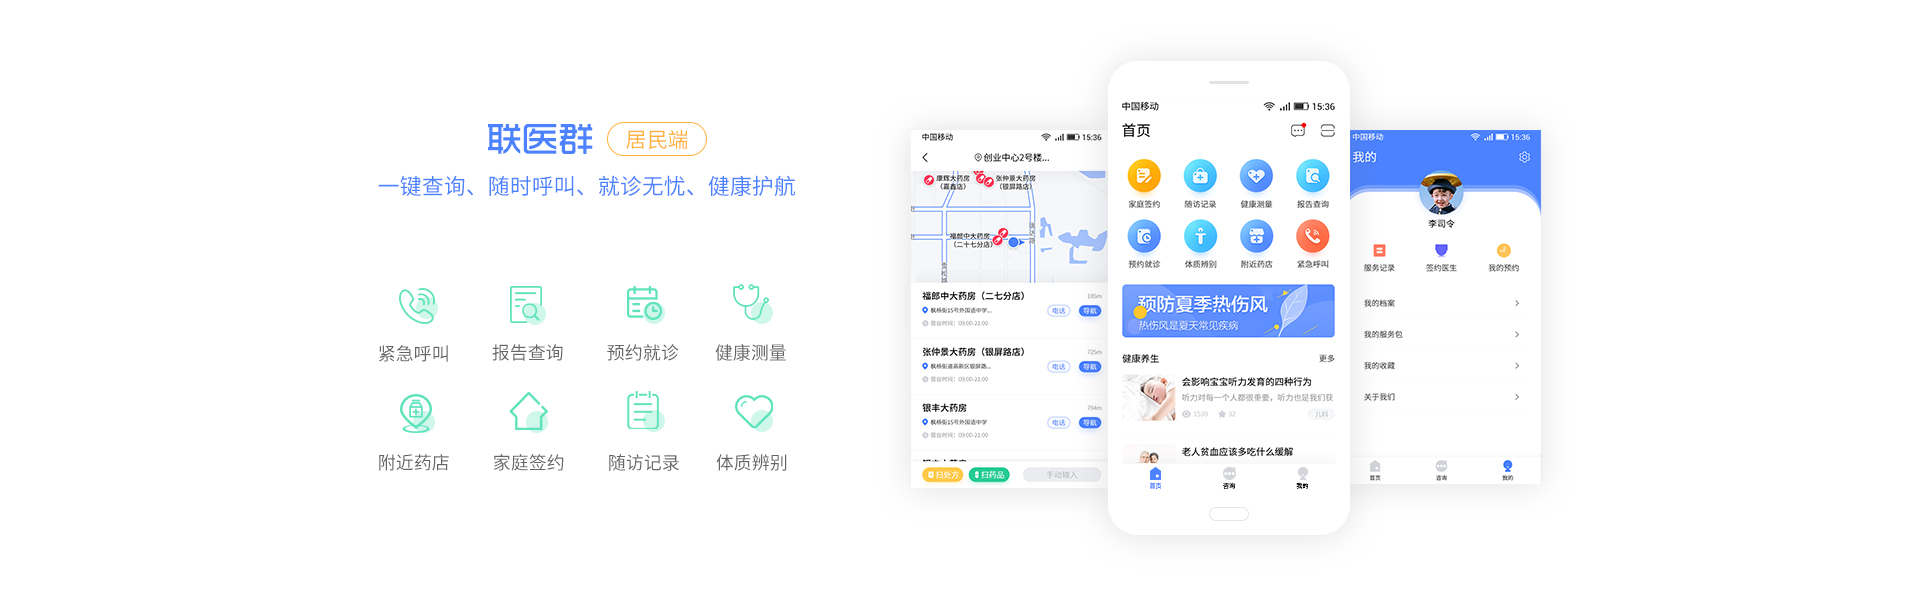 联医群 居民端
一键查询、随时呼叫、就诊无忧、健康护航
紧急呼叫 报告查询 预约就诊 健康测量
附近药店 家庭签约 随访记录 体质辨别
中国移动 15:36
创业中心2号楼...
康辉大药房
（嘉鑫店）
张仲景大药房
（银屏路店）
福郎中大药房
（二十七分店）
福郎中大药房（二七分店） 185m
枫杨街15号外国语中学... 电话 导航
营业时间：09:00-21:00
张仲景大药房（银屏路店） 725m
枫杨街道高新区银屏路... 电话 导航
营业时间：09:00-21:00
银丰大药房 794m
枫杨街15号外国语中学 电话 导航
营业时间：09:00-21:00
扫处方 扫药品 手动输入
中国移动 15:36
首页
家庭签约 随访记录 健康测量 报告查询
预约就诊 体质辨别 附近药店 紧急呼叫
预防夏季热伤风
热伤风是夏天常见疾病
健康养生 更多
会影响宝宝听力发育的四种行为
听力对每一个人都很重要，听力也是我们获
1539 32 儿科
老人贫血应该多吃什么缓解
首页 咨询 我的
中国移动 15:36
我的
李司令
服务记录 签约医生 我的预约
我的档案
我的服务包
我的收藏
关于我们
首页 咨询 我的